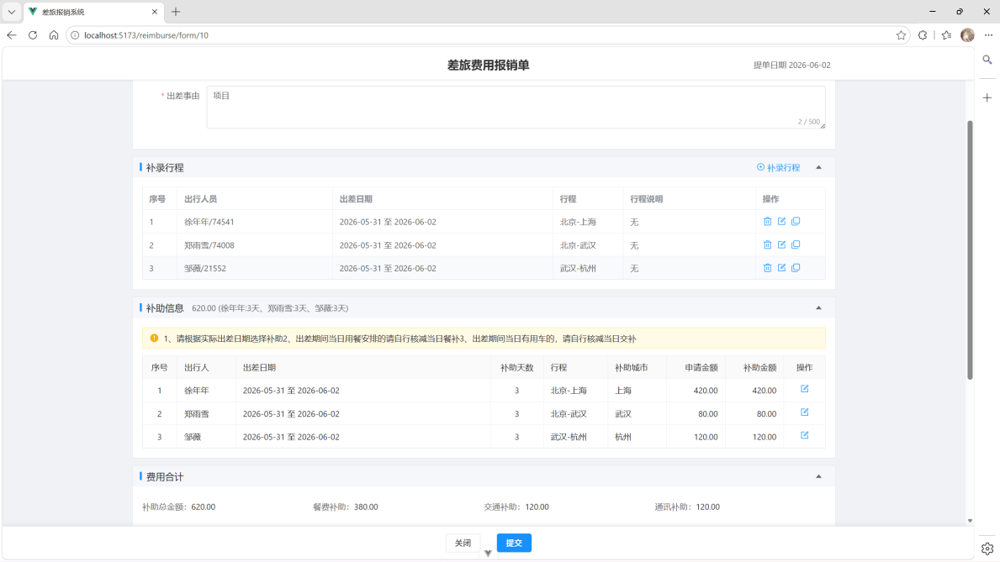 差旅报销系统
localhost:5173/reimburse/form/10
差旅费用报销单
提单日期 2026-06-02
* 出差事由 项目
2 / 500
补录行程 补录行程
序号 出行人员 出差日期 行程 行程说明 操作
1 徐年年/74541 2026-05-31 至 2026-06-02 北京-上海 无
2 郑雨雪/74008 2026-05-31 至 2026-06-02 北京-武汉 无
3 邹薇/21552 2026-05-31 至 2026-06-02 武汉-杭州 无
补助信息 620.00 (徐年年:3天、郑雨雪:3天、邹薇:3天)
1、请根据实际出差日期选择补助2、出差期间当日用餐安排的请自行核减当日餐补3、出差期间当日有用车的，请自行核减当日交补
序号 出行人 出差日期 补助天数 行程 补助城市 申请金额 补助金额 操作
1 徐年年 2026-05-31 至 2026-06-02 3 北京-上海 上海 420.00 420.00
2 郑雨雪 2026-05-31 至 2026-06-02 3 北京-武汉 武汉 80.00 80.00
3 邹薇 2026-05-31 至 2026-06-02 3 武汉-杭州 杭州 120.00 120.00
费用合计
补助总金额：620.00 餐费补助：380.00 交通补助：120.00 通讯补助：120.00
关闭 提交